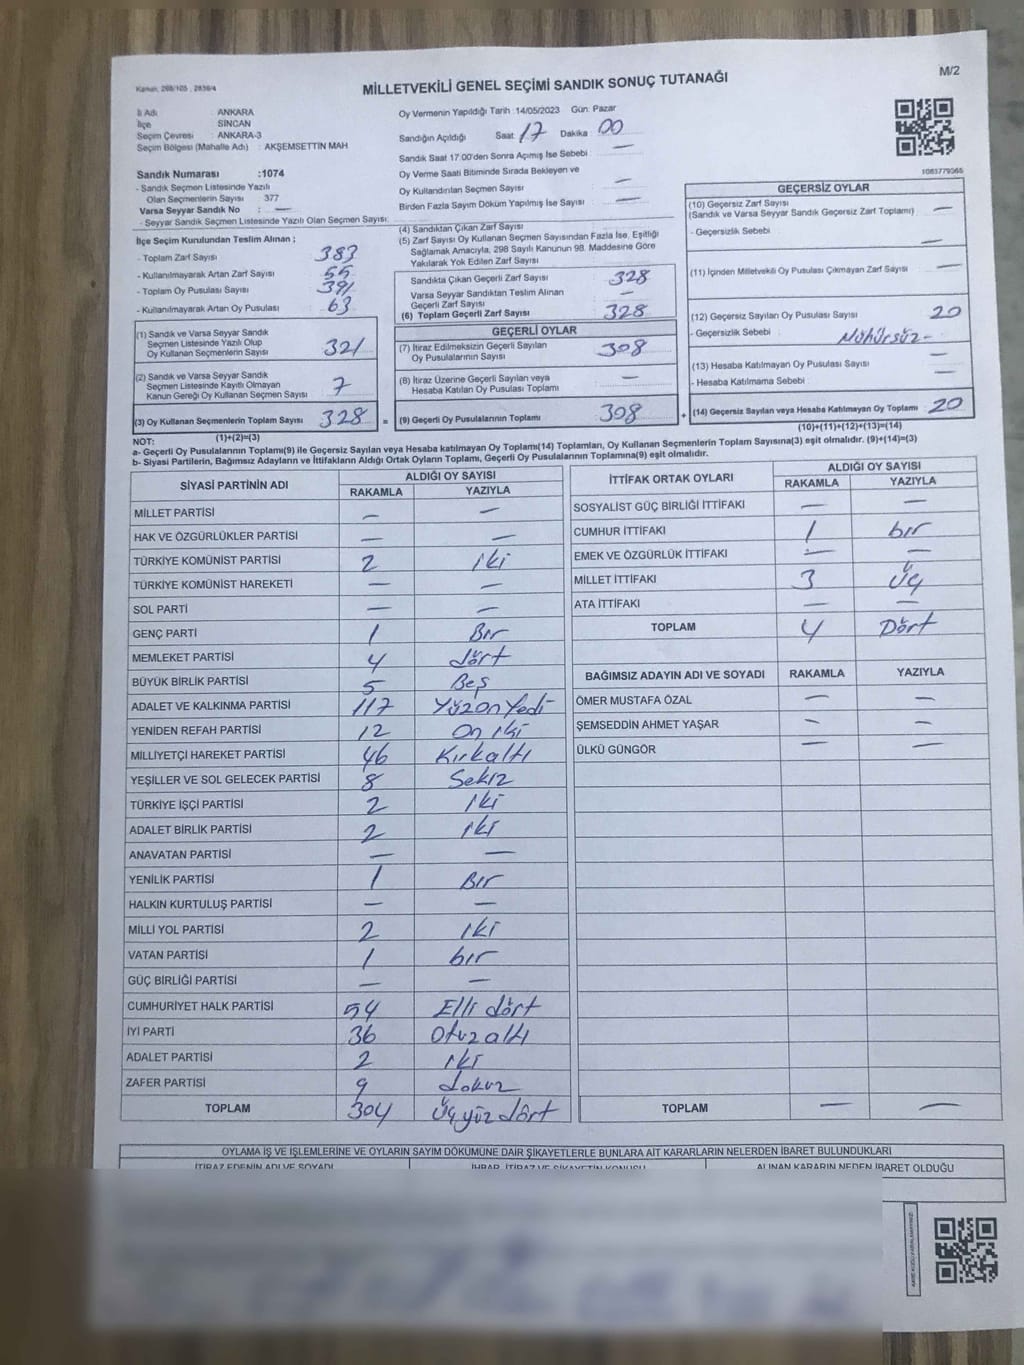 Kanun, 298/105 , 2839/4
MİLLETVEKİLİ GENEL SEÇİMİ SANDIK SONUÇ TUTANAĞI
M/2
İl Adı : ANKARA
İlçe : SİNCAN
Seçim Çevresi : ANKARA-3
Seçim Bölgesi (Mahalle Adı) : AKŞEMSETTİN MAH
Sandık Numarası :1074
- Sandık Seçmen Listesinde Yazılı
Olan Seçmenlerin Sayısı 377
Varsa Seyyar Sandık No : —
- Seyyar Sandık Seçmen Listesinde Yazılı Olan Seçmen Sayısı:
Oy Vermenin Yapıldığı Tarih :14/05/2023 Gün: Pazar
Sandığın Açıldığı Saat: 17 Dakika 00
Sandık Saat 17:00'den Sonra Açmış İse Sebebi : —
Oy Verme Saati Bitiminde Sırada Bekleyen ve
Oy Kullandırılan Seçmen Sayısı : —
Birden Fazla Sayım Döküm Yapılmış İse Sayısı : —
1083779365
İlçe Seçim Kurulundan Teslim Alınan ;
- Toplam Zarf Sayısı : 383
- Kullanılmayarak Artan Zarf Sayısı : 55
- Toplam Oy Pusulası Sayısı : 391
- Kullanılmayarak Artan Oy Pusulası : 63
(4) Sandıktan Çıkan Zarf Sayısı :
(5) Zarf Sayısı Oy Kullanan Seçmen Sayısından Fazla İse, Eşitliği
Sağlamak Amacıyla, 298 Sayılı Kanunun 98. Maddesine Göre
Yakılarak Yok Edilen Zarf Sayısı :
Sandıkta Çıkan Geçerli Zarf Sayısı : 328
Varsa Seyyar Sandıktan Teslim Alınan
Geçerli Zarf Sayısı : —
(6) Toplam Geçerli Zarf Sayısı : 328
GEÇERSİZ OYLAR
(10) Geçersiz Zarf Sayısı : —
(Sandık ve Varsa Seyyar Sandık Geçersiz Zarf Toplamı)
- Geçersizlik Sebebi : —
(11) İçinden Milletvekili Oy Pusulası Çıkmayan Zarf Sayısı : —
(12) Geçersiz Sayılan Oy Pusulası Sayısı : 20
- Geçersizlik Sebebi : Mühürsüz-
(13) Hesaba Katılmayan Oy Pusulası Sayısı : —
- Hesaba Katılmama Sebebi : —
(14) Geçersiz Sayılan veya Hesaba Katılmayan Oy Toplamı 20
(10)+(11)+(12)+(13)=(14)
(1) Sandık ve Varsa Seyyar Sandık
Seçmen Listesinde Yazılı Olup
Oy Kullanan Seçmenlerin Sayısı : 321
(2) Sandık ve Varsa Seyyar Sandık
Seçmen Listesinde Kayıtlı Olmayan
Kanun Gereği Oy Kullanan Seçmen Sayısı : 7
(3) Oy Kullanan Seçmenlerin Toplam Sayısı : 328 =
(1)+(2)=(3)
GEÇERLİ OYLAR
(7) İtiraz Edilmeksizin Geçerli Sayılan
Oy Pusulalarının Sayısı : 308
(8) İtiraz Üzerine Geçerli Sayılan veya
Hesaba Katılan Oy Pusulası Toplamı : —
(9) Geçerli Oy Pusulalarının Toplamı : 308 +
NOT:
a- Geçerli Oy Pusulalarının Toplamı(9) ile Geçersiz Sayılan veya Hesaba katılmayan Oy Toplamı(14) Toplamları, Oy Kullanan Seçmenlerin Toplam Sayısına(3) eşit olmalıdır. (9)+(14)=(3)
b- Siyasi Partilerin, Bağımsız Adayların ve İttifakların Aldığı Ortak Oyların Toplamı, Geçerli Oy Pusulalarının Toplamına(9) eşit olmalıdır.
SİYASİ PARTİNİN ADI ALDIĞI OY SAYISI
RAKAMLA YAZIYLA
MİLLET PARTİSİ — —
HAK VE ÖZGÜRLÜKLER PARTİSİ — —
TÜRKİYE KOMÜNİST PARTİSİ 2 iki
TÜRKİYE KOMÜNİST HAREKETİ — —
SOL PARTİ — —
GENÇ PARTİ 1 Bir
MEMLEKET PARTİSİ 4 dört
BÜYÜK BİRLİK PARTİSİ 5 Beş
ADALET VE KALKINMA PARTİSİ 117 Yüzon Yedi
YENİDEN REFAH PARTİSİ 12 on iki
MİLLİYETÇİ HAREKET PARTİSİ 46 Kırkaltı
YEŞİLLER VE SOL GELECEK PARTİSİ 8 Sekiz
TÜRKİYE İŞÇİ PARTİSİ 2 iki
ADALET BİRLİK PARTİSİ 2 iki
ANAVATAN PARTİSİ — —
YENİLİK PARTİSİ 1 Bir
HALKIN KURTULUŞ PARTİSİ — —
MİLLİ YOL PARTİSİ 2 iki
VATAN PARTİSİ 1 bir
GÜÇ BİRLİĞİ PARTİSİ — —
CUMHURİYET HALK PARTİSİ 54 Elli dört
İYİ PARTİ 36 Otuzaltı
ADALET PARTİSİ 2 iki
ZAFER PARTİSİ 9 dokuz
TOPLAM 304 Üçyüz dört
İTTİFAK ORTAK OYLARI ALDIĞI OY SAYISI
RAKAMLA YAZIYLA
SOSYALİST GÜÇ BİRLİĞİ İTTİFAKI — —
CUMHUR İTTİFAKI 1 bir
EMEK VE ÖZGÜRLÜK İTTİFAKI — —
MİLLET İTTİFAKI 3 Üç
ATA İTTİFAKI — —
TOPLAM 4 Dört
BAĞIMSIZ ADAYIN ADI VE SOYADI RAKAMLA YAZIYLA
ÖMER MUSTAFA ÖZAL — —
ŞEMSEDDİN AHMET YAŞAR — —
ÜLKÜ GÜNGÖR — —
TOPLAM — —
OYLAMA İŞ VE İŞLEMLERİNE VE OYLARIN SAYIM DÖKÜMÜNE DAİR ŞİKAYETLERLE BUNLARA AİT KARARLARIN NELERDEN İBARET BULUNDUKLARI
İTİRAZ EDENİN ADI VE SOYADI İHBAR, İTİRAZ VE ŞİKAYETİN KONUSU ALINAN KARARIN NEDEN İBARET OLDUĞU